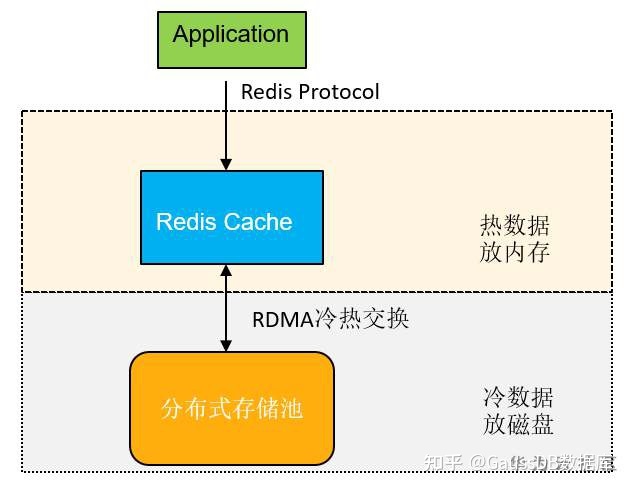 Application
Redis Protocol
Redis Cache
热数据
放内存
RDMA冷热交换
分布式存储池
冷数据
放磁盘
知乎 @GaussDB数据库